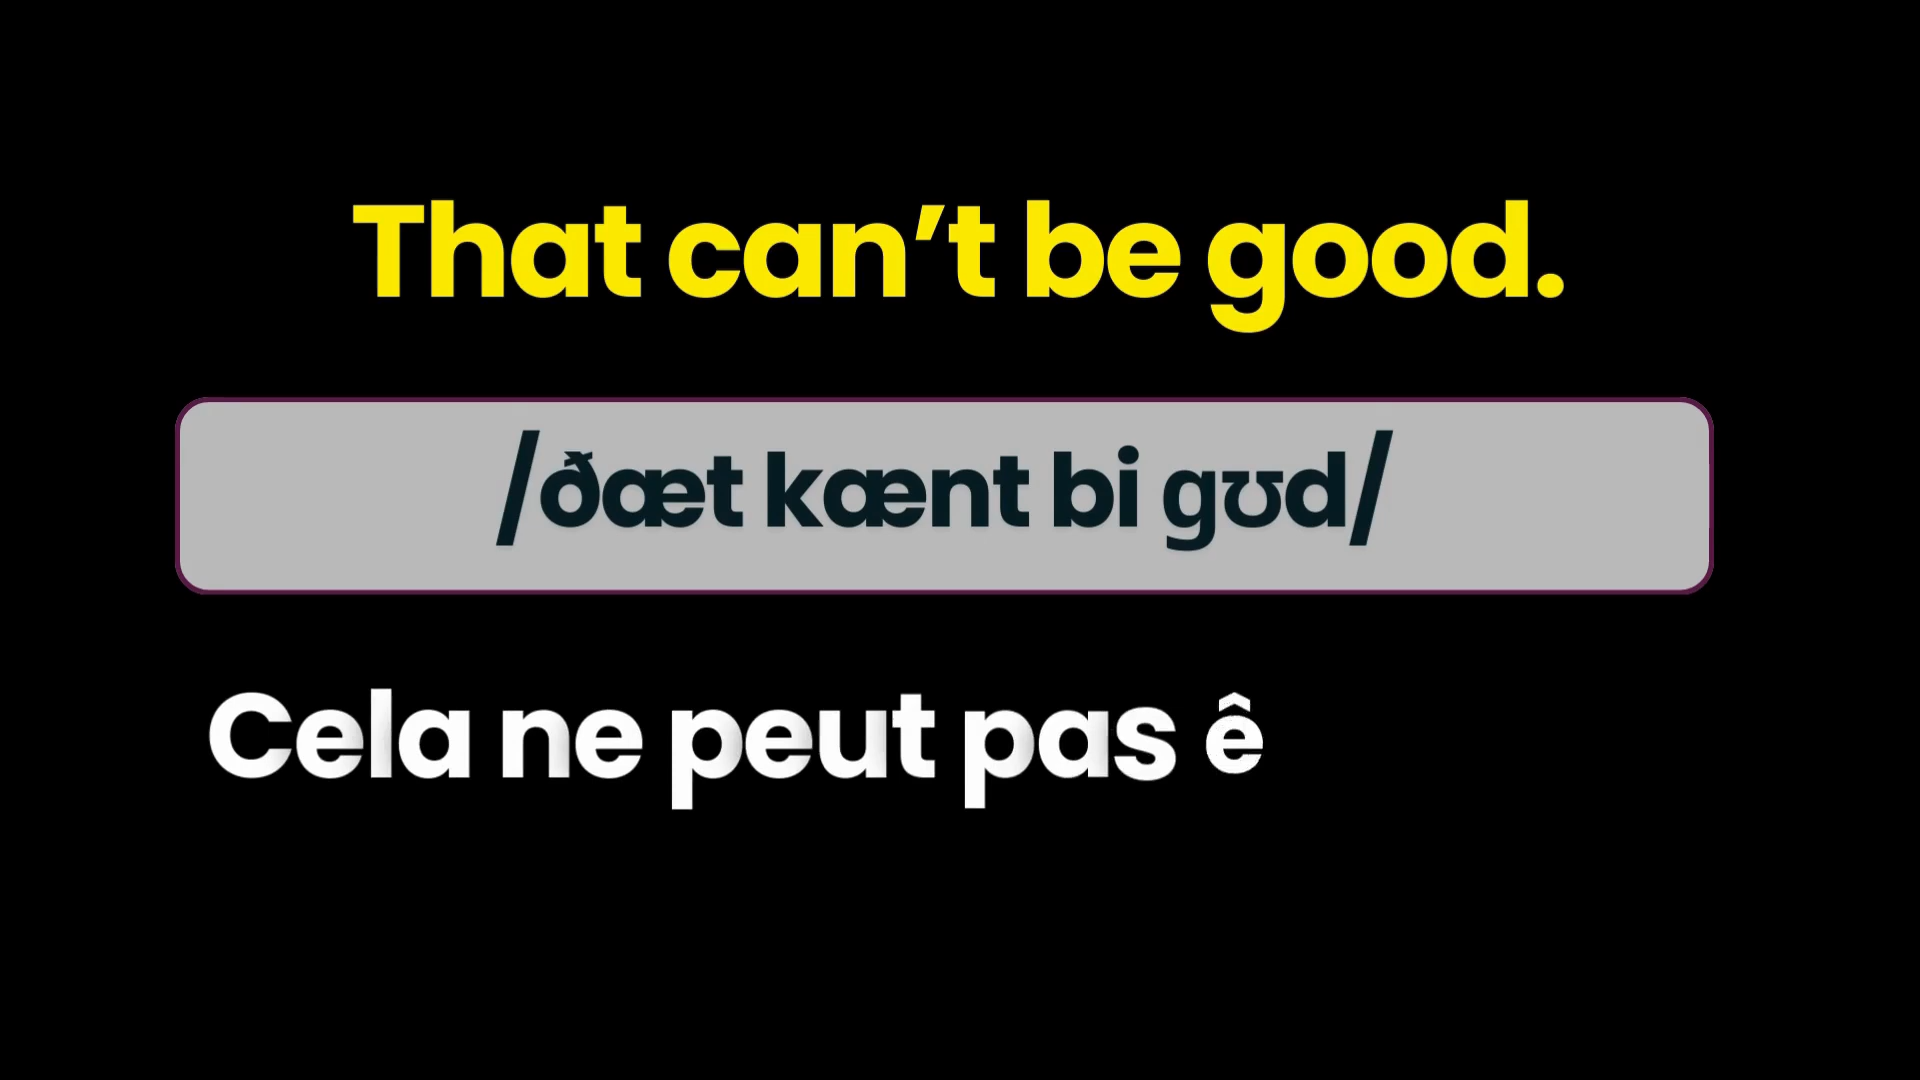 That can’t be good.
/ðæt kænt bi gʊd/
Cela ne peut pas ê